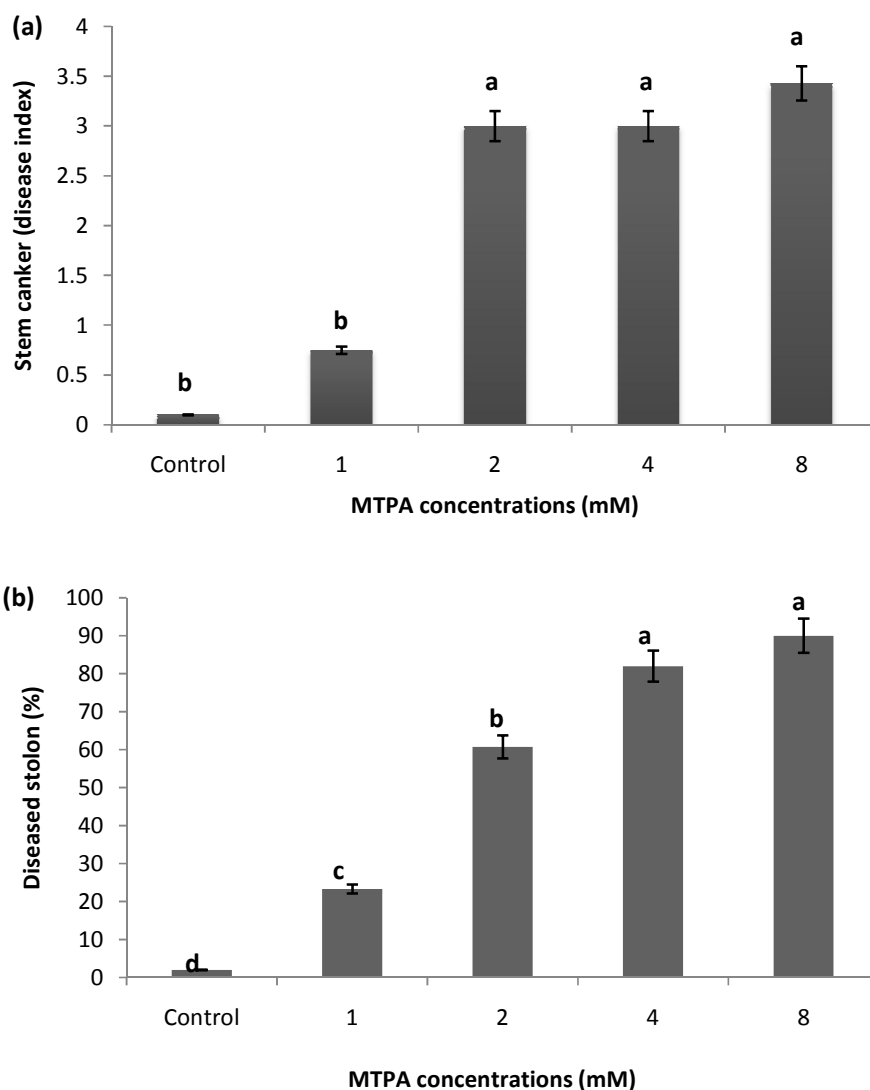 (a)
Stem canker (disease index)
4
3.5
3
2.5
2
1.5
1
0.5
0
b
b
a
a
a
Control 1 2 4 8
MTPA concentrations (mM)
(b)
Diseased stolon (%)
100
90
80
70
60
50
40
30
20
10
0
d
c
b
a
a
Control 1 2 4 8
MTPA concentrations (mM)